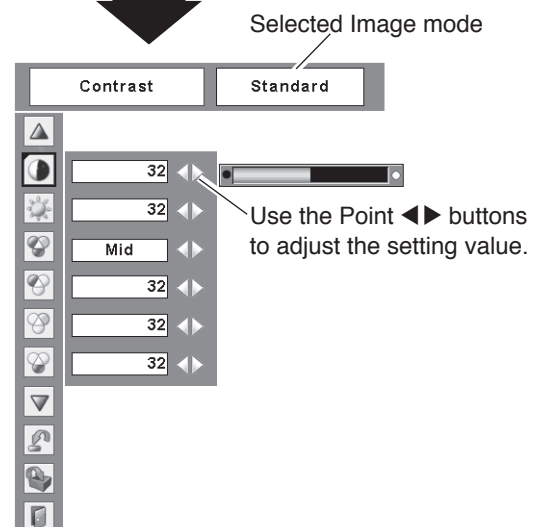 Selected Image mode
Contrast Standard
32
32
Use the Point ◀▶ buttons
to adjust the setting value.
Mid
32
32
32